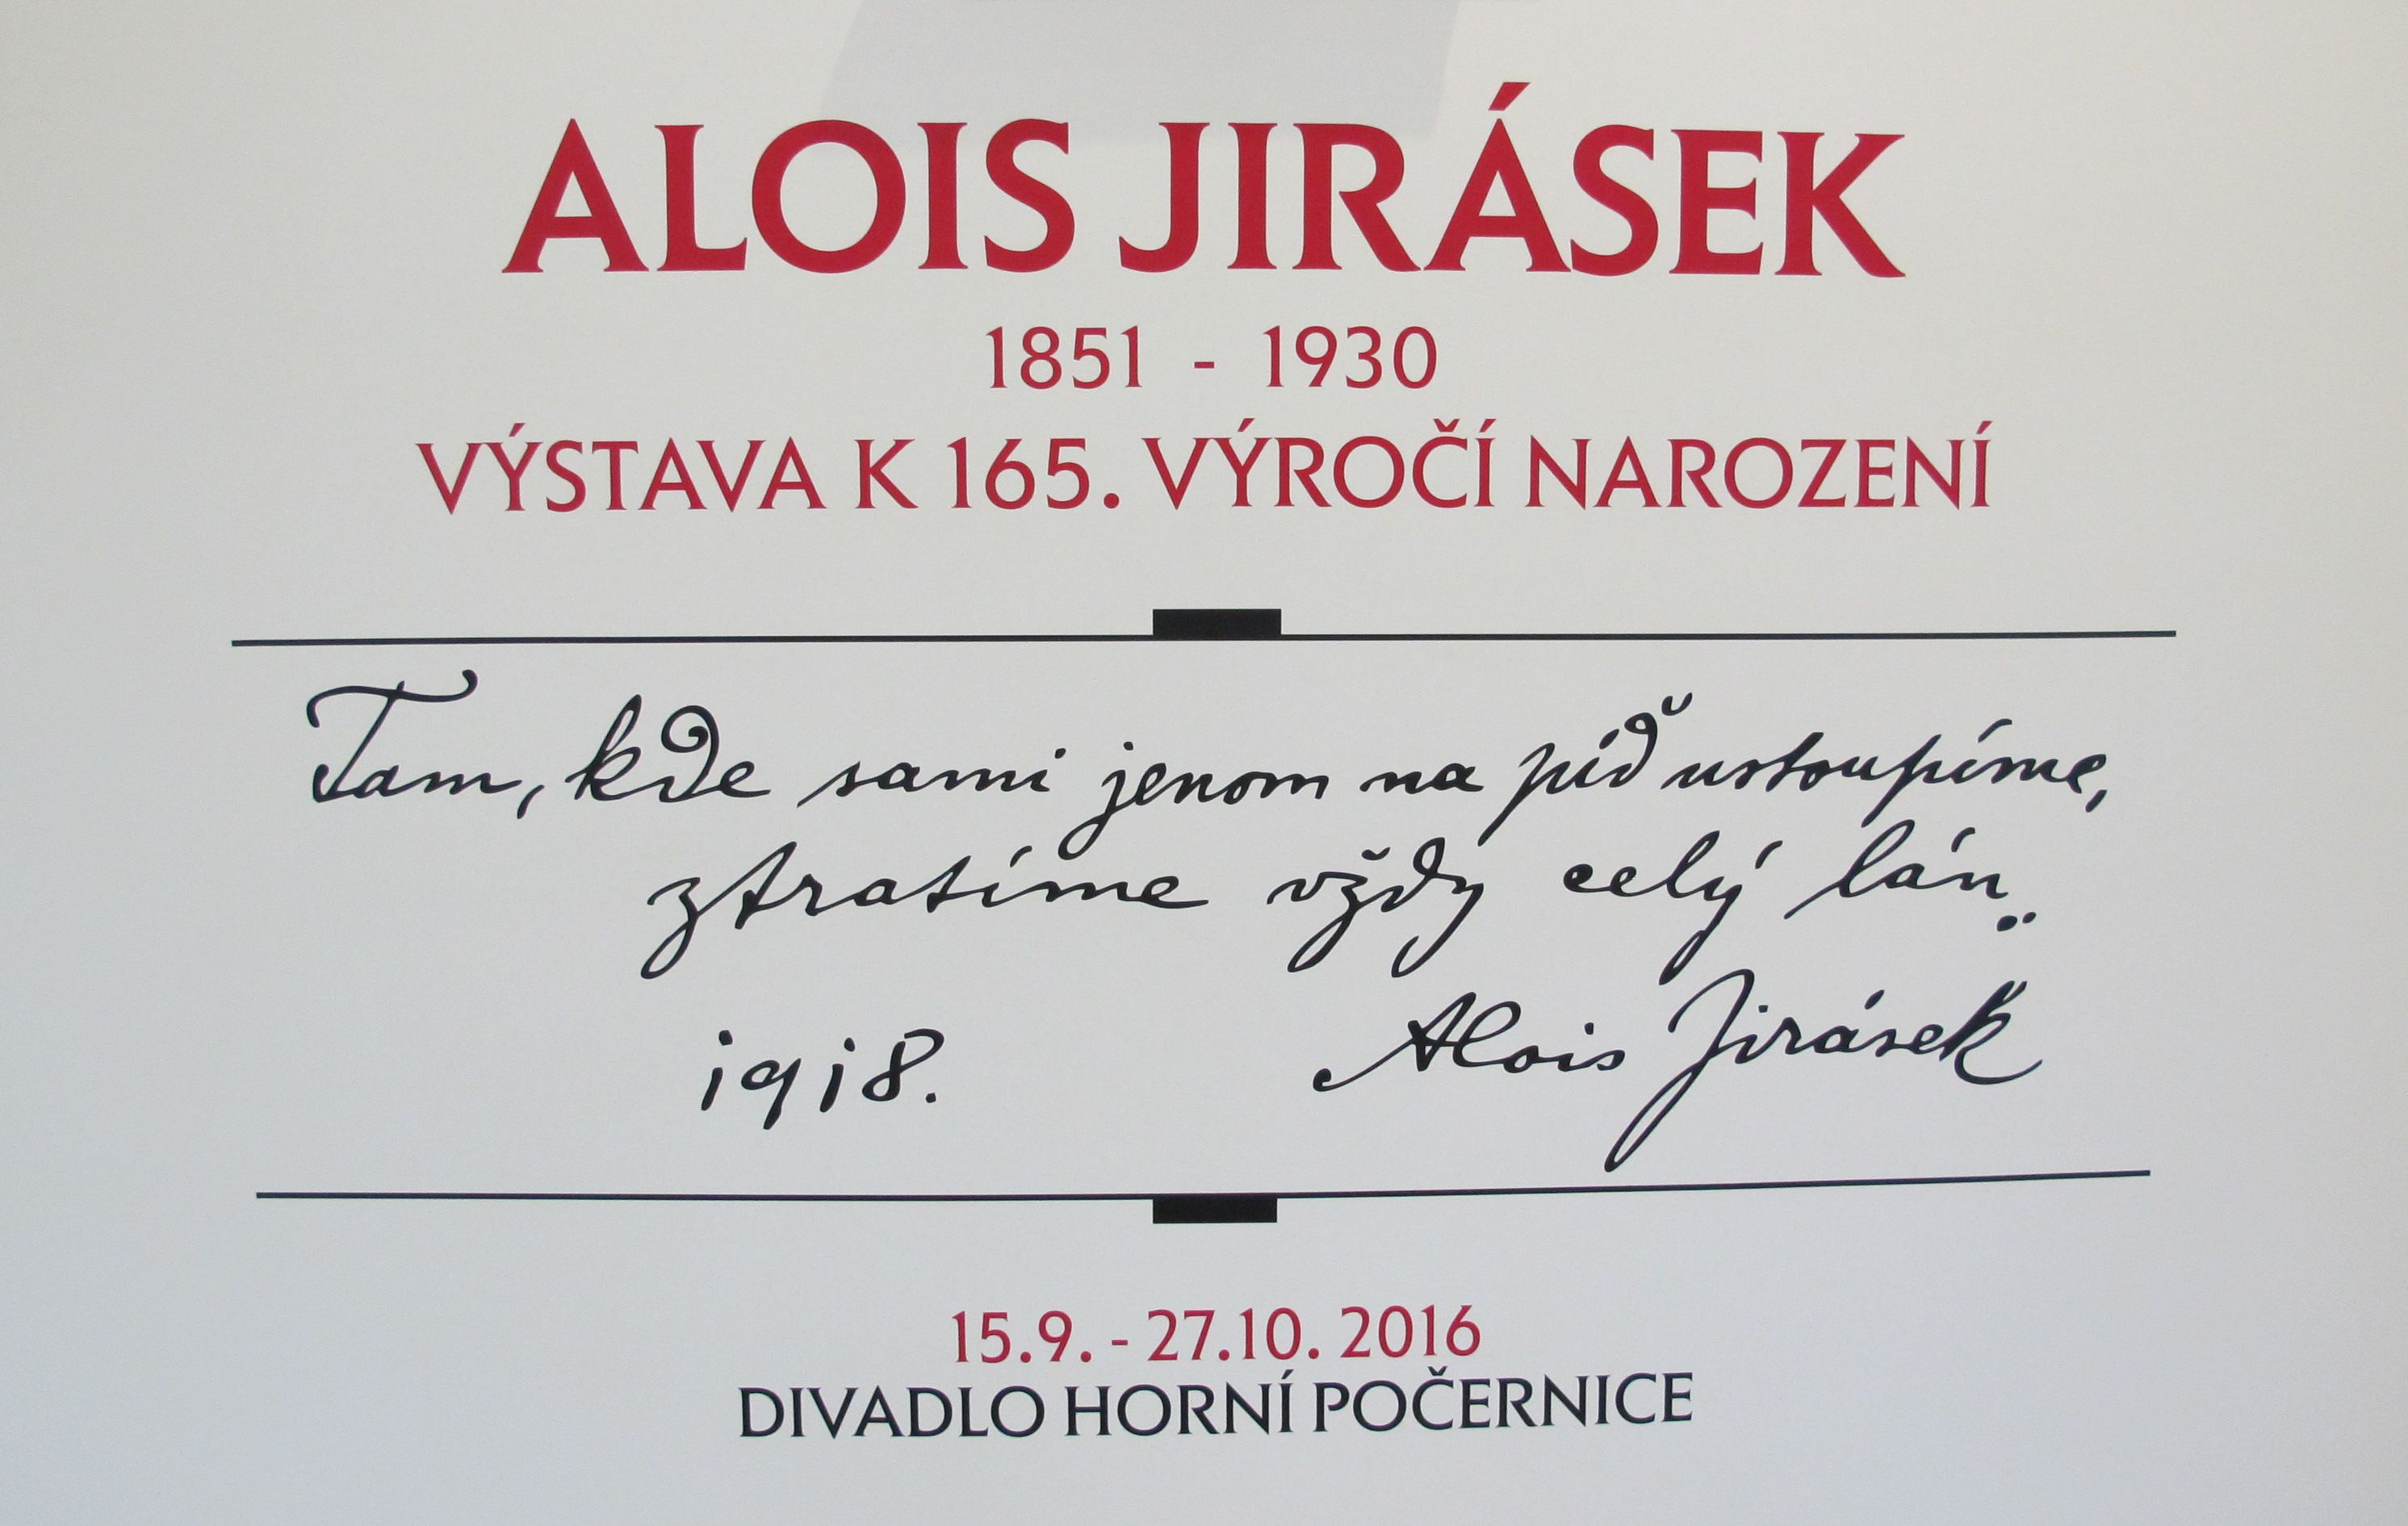 ALOIS JIRÁSEK
1851 - 1930
VÝSTAVA K 165. VÝROČÍ NAROZENÍ
Tam, kde sami jenom na píď ustoupíme,
ztratíme vždy celý lán..
1918. Alois Jirásek
15.9. - 27.10. 2016
DIVADLO HORNÍ POČERNICE